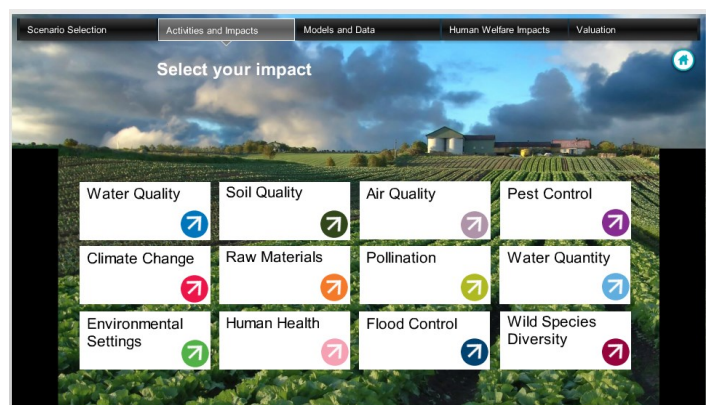 Scenario Selection
Activities and Impacts
Models and Data
Human Welfare Impacts
Valuation
Select your impact
Water Quality
Soil Quality
Air Quality
Pest Control
Climate Change
Raw Materials
Pollination
Water Quantity
Environmental
Settings
Human Health
Flood Control
Wild Species
Diversity